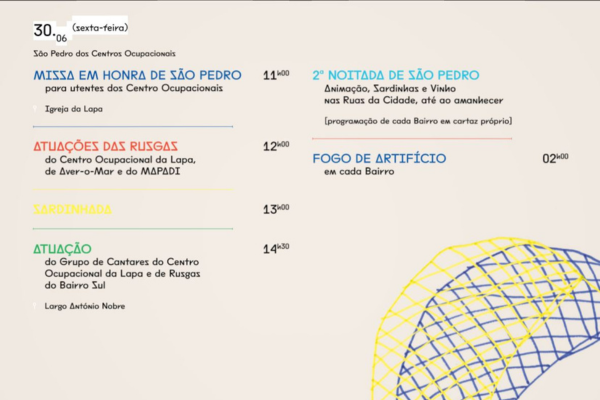 30.06 (sexta-feira)
São Pedro dos Centros Ocupacionais
MISSA EM HONRA DE SÃO PEDRO 11h00
para utentes dos Centro Ocupacionais
Igreja da Lapa
ATUAÇÕES DAS RUSGAS 12h00
do Centro Ocupacional da Lapa,
de Aver-o-Mar e do MAPADI
SARDINHADA 13h00
ATUAÇÃO 14h30
do Grupo de Cantares do Centro
Ocupacional da Lapa e de Rusgas
do Bairro Sul
Largo António Nobre
2ª NOITADA DE SÃO PEDRO
Animação, Sardinhas e Vinho
nas Ruas da Cidade, até ao amanhecer
[programação de cada Bairro em cartaz próprio]
FOGO DE ARTIFÍCIO 02h00
em cada Bairro